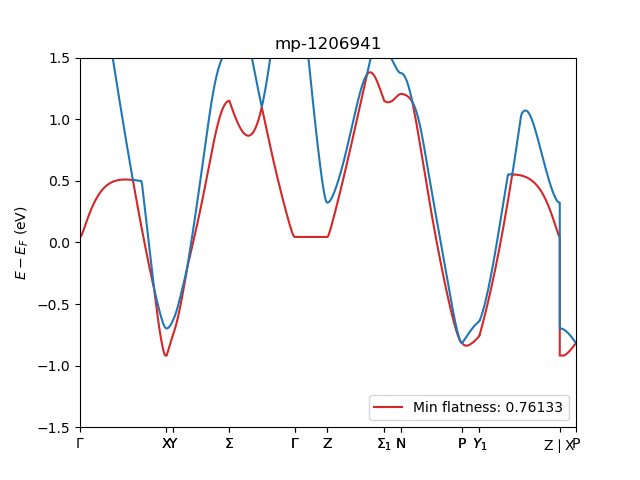 mp-1206941
E − E_F (eV)
1.5
1.0
0.5
0.0
−0.5
−1.0
−1.5
Min flatness: 0.76133
Γ X Y Σ Γ Z Σ₁ N P Y₁ Z | X P